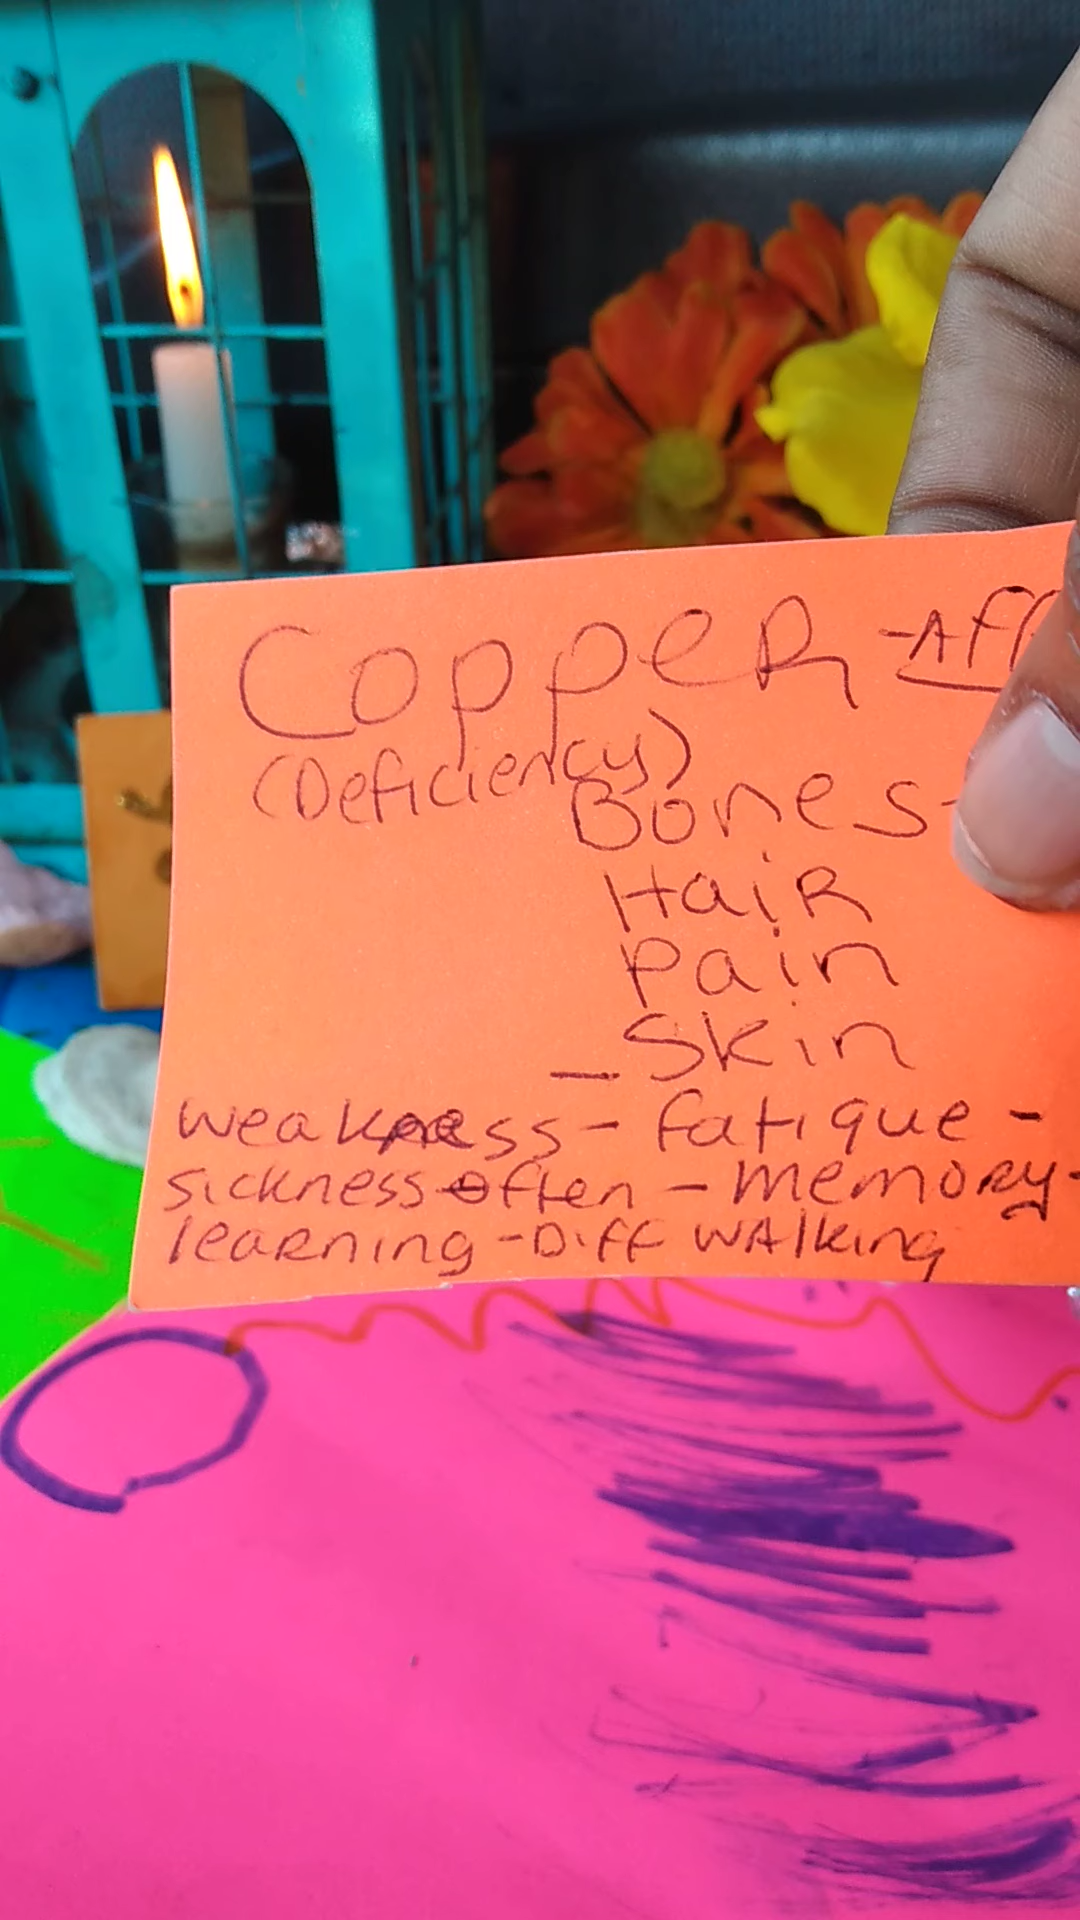 Copper - Aff
(Deficiency)
Bones -
Hair
Pain
- Skin
weakness - fatigue -
sickness often - memory -
learning - Diff walking